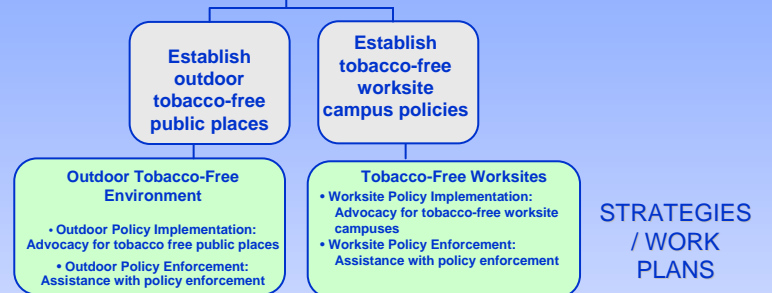 Establish
outdoor
tobacco-free
public places
Establish
tobacco-free
worksite
campus policies
Outdoor Tobacco-Free
Environment
• Outdoor Policy Implementation:
Advocacy for tobacco free public places
• Outdoor Policy Enforcement:
Assistance with policy enforcement
Tobacco-Free Worksites
• Worksite Policy Implementation:
Advocacy for tobacco-free worksite
campuses
• Worksite Policy Enforcement:
Assistance with policy enforcement
STRATEGIES
/ WORK
PLANS